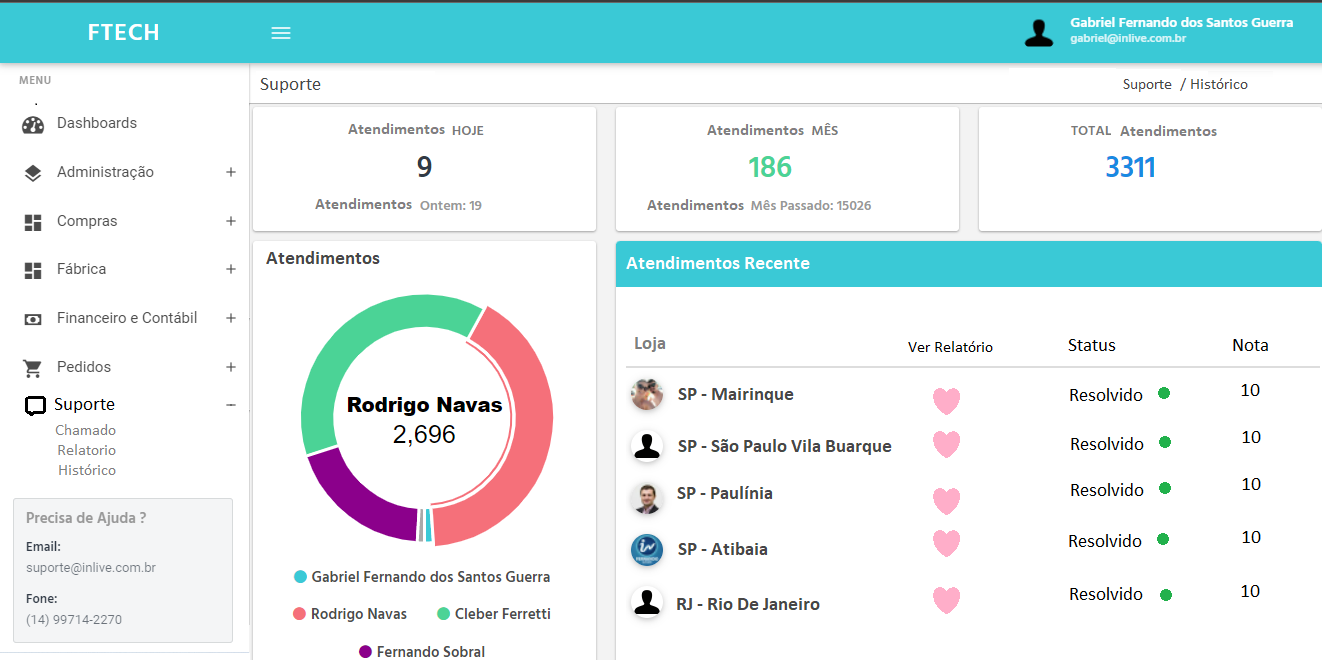 FTECH
Gabriel Fernando dos Santos Guerra
gabriel@inlive.com.br
MENU
Dashboards
Administração +
Compras +
Fábrica +
Financeiro e Contábil +
Pedidos +
Suporte –
Chamado
Relatorio
Histórico
Precisa de Ajuda ?
Email:
suporte@inlive.com.br
Fone:
(14) 99714-2270
Suporte
Suporte / Histórico
Atendimentos HOJE
9
Atendimentos Ontem: 19
Atendimentos MÊS
186
Atendimentos Mês Passado: 15026
TOTAL Atendimentos
3311
Atendimentos
Rodrigo Navas
2,696
Gabriel Fernando dos Santos Guerra
Rodrigo Navas Cleber Ferretti
Fernando Sobral
Atendimentos Recente
Loja Ver Relatório Status Nota
SP - Mairinque Resolvido 10
SP - São Paulo Vila Buarque Resolvido 10
SP - Paulínia Resolvido 10
SP - Atibaia Resolvido 10
RJ - Rio De Janeiro Resolvido 10